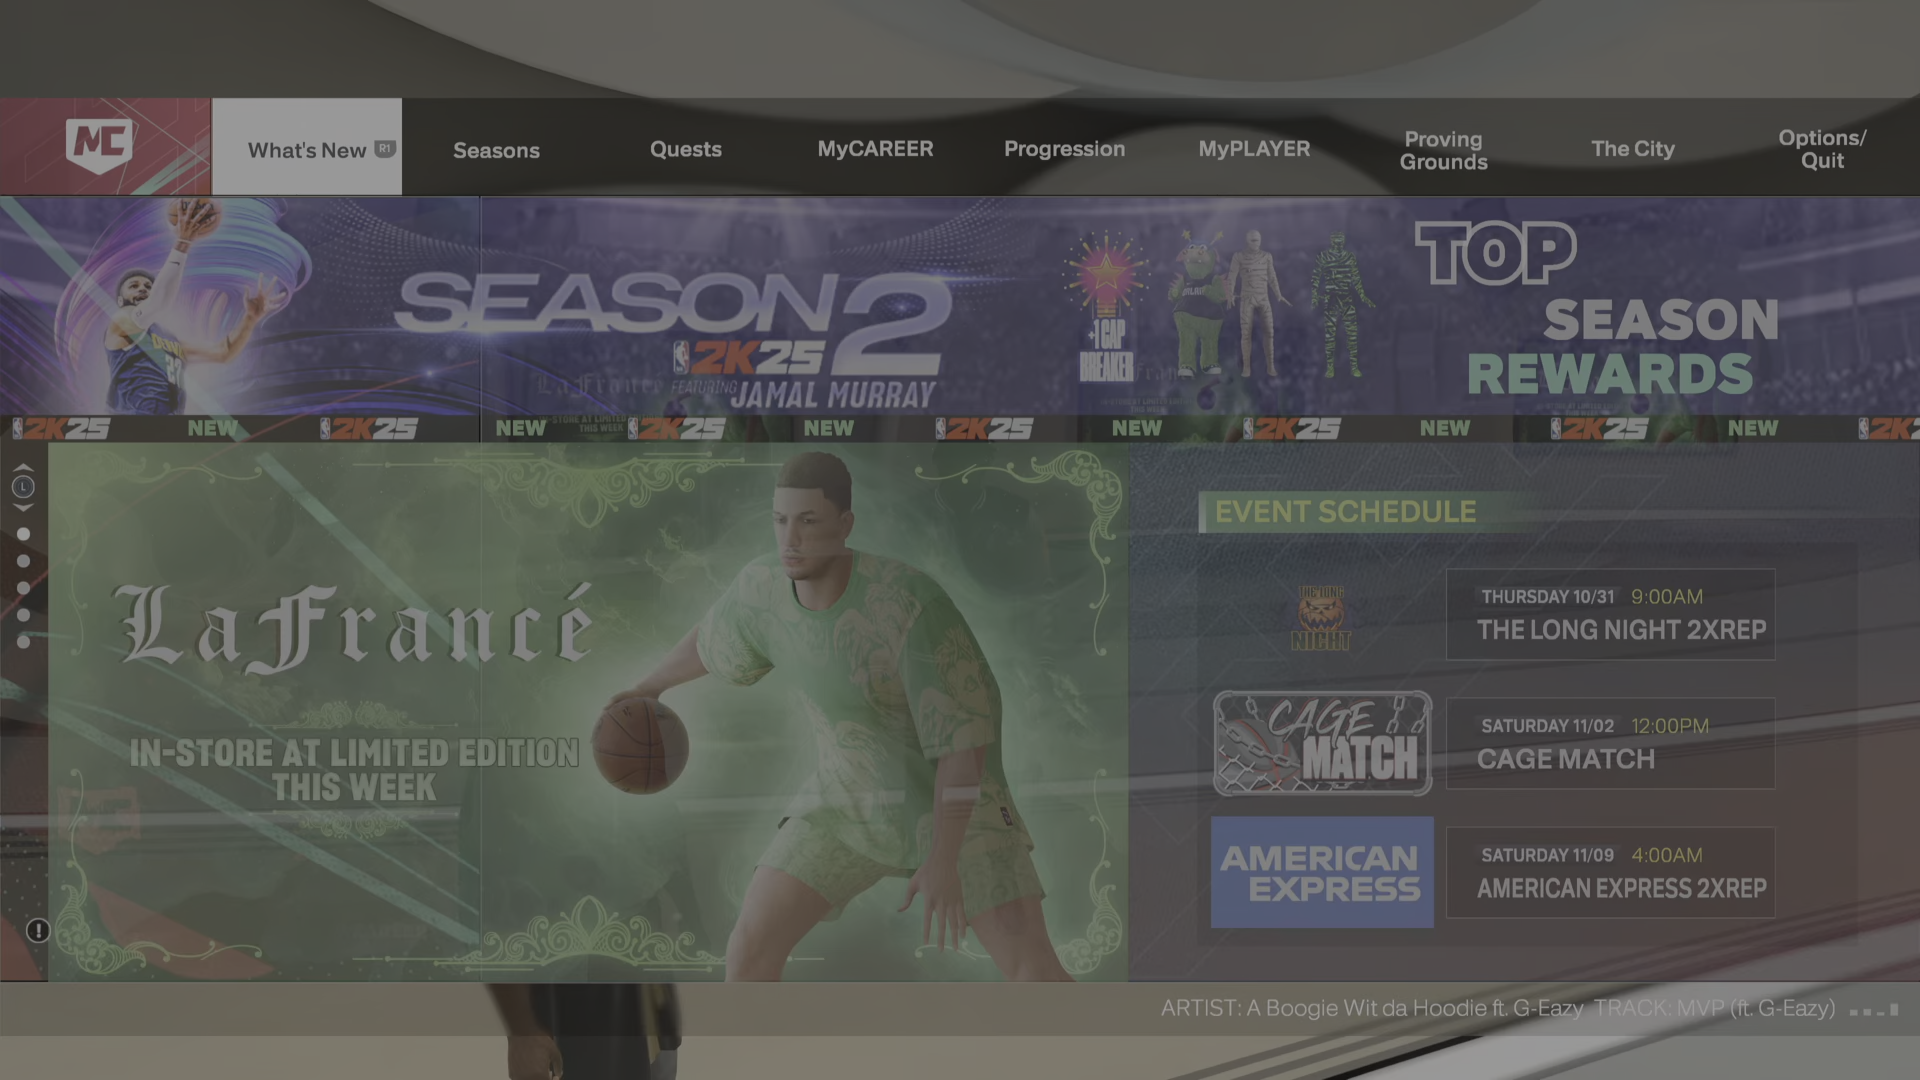 MC
What's New R1
Seasons
Quests
MyCAREER
Progression
MyPLAYER
Proving
Grounds
The City
Options/
Quit
SEASON 2
2K25
FEATURING JAMAL MURRAY
+1 CAP
BREAKER
TOP
SEASON
REWARDS
2K25 NEW 2K25 NEW 2K25 NEW 2K25 NEW 2K25 NEW 2K25 NEW
L
LaFrancé
IN-STORE AT LIMITED EDITION
THIS WEEK
EVENT SCHEDULE
THE LONG
NIGHT
THURSDAY 10/31 9:00AM
THE LONG NIGHT 2XREP
CAGE
MATCH
SATURDAY 11/02 12:00PM
CAGE MATCH
AMERICAN
EXPRESS
SATURDAY 11/09 4:00AM
AMERICAN EXPRESS 2XREP
ARTIST: A Boogie Wit da Hoodie ft. G-Eazy TRACK: MVP (ft. G-Eazy)